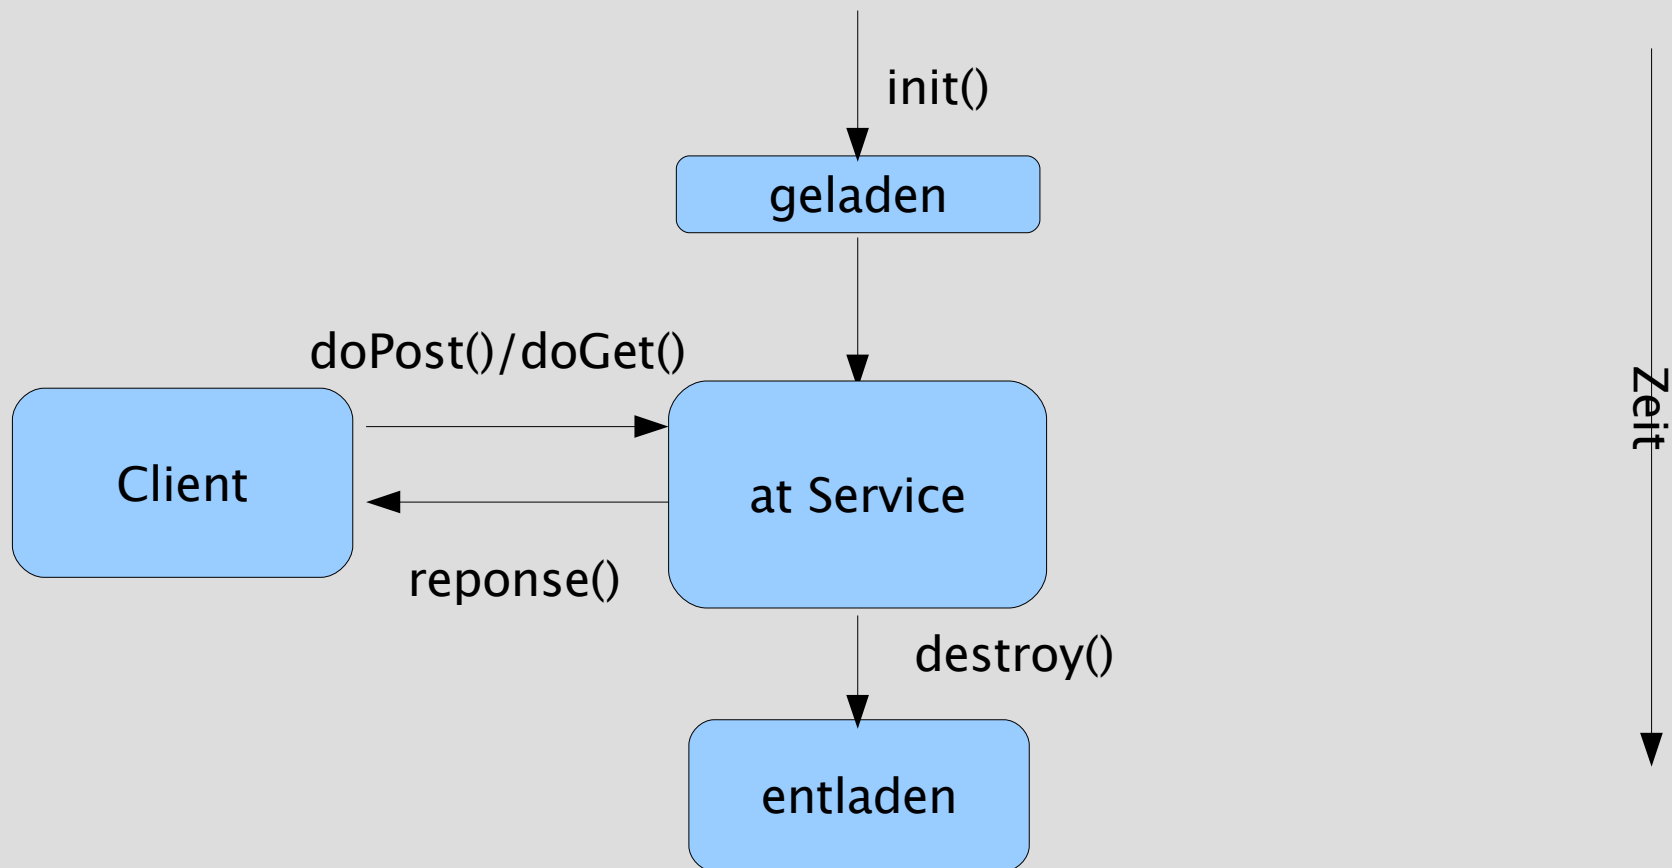 init()
geladen
doPost()/doGet()
Zeit
Client
at Service
reponse()
destroy()
entladen